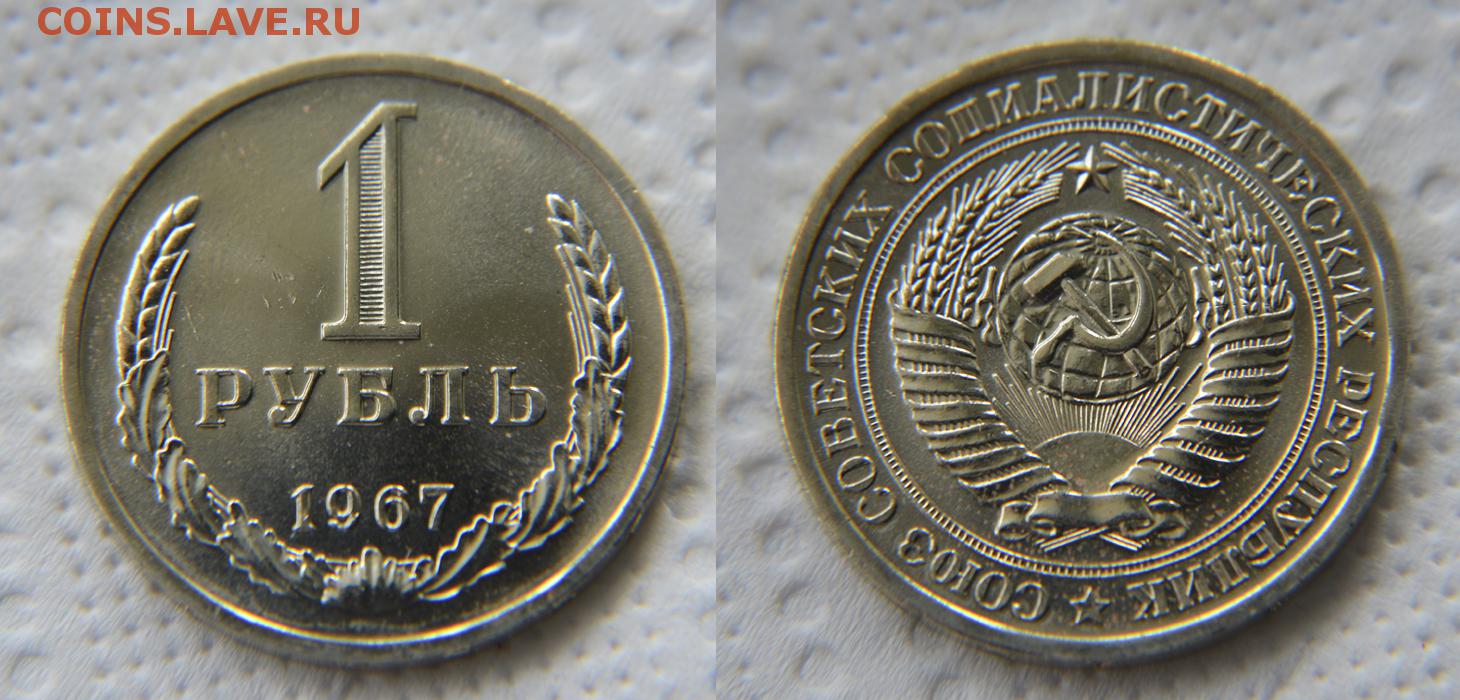 COINS.LAVE.RU
1
РУБЛЬ
1967
СОЮЗ СОВЕТСКИХ СОЦИАЛИСТИЧЕСКИХ РЕСПУБЛИК